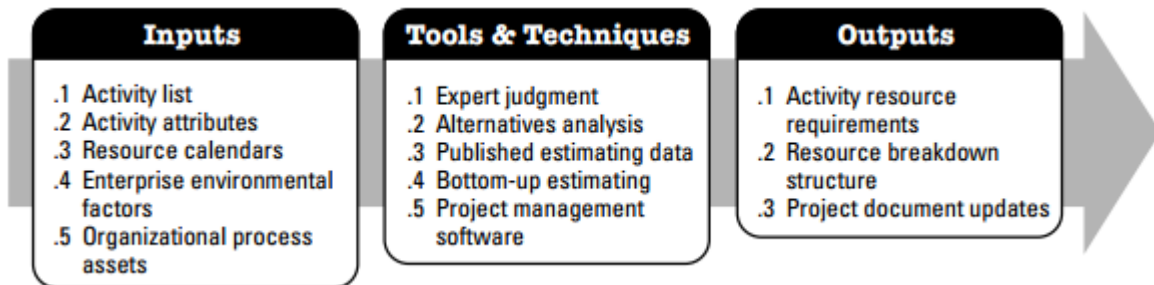 Inputs
.1 Activity list
.2 Activity attributes
.3 Resource calendars
.4 Enterprise environmental
factors
.5 Organizational process
assets
Tools & Techniques
.1 Expert judgment
.2 Alternatives analysis
.3 Published estimating data
.4 Bottom-up estimating
.5 Project management
software
Outputs
.1 Activity resource
requirements
.2 Resource breakdown
structure
.3 Project document updates